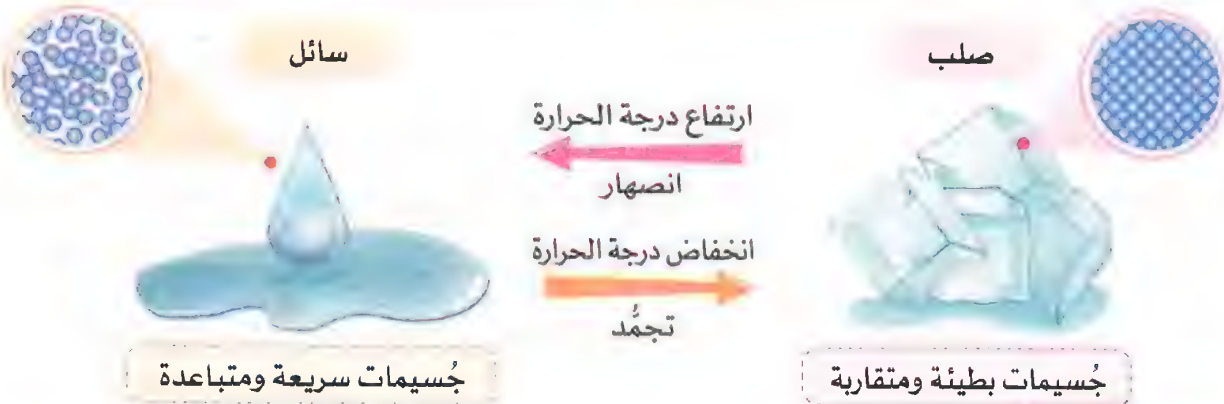 صلب
سائل
ارتفاع درجة الحرارة
انصهار
انخفاض درجة الحرارة
تجمُّد
جُسيمات بطيئة ومتقاربة
جُسيمات سريعة ومتباعدة